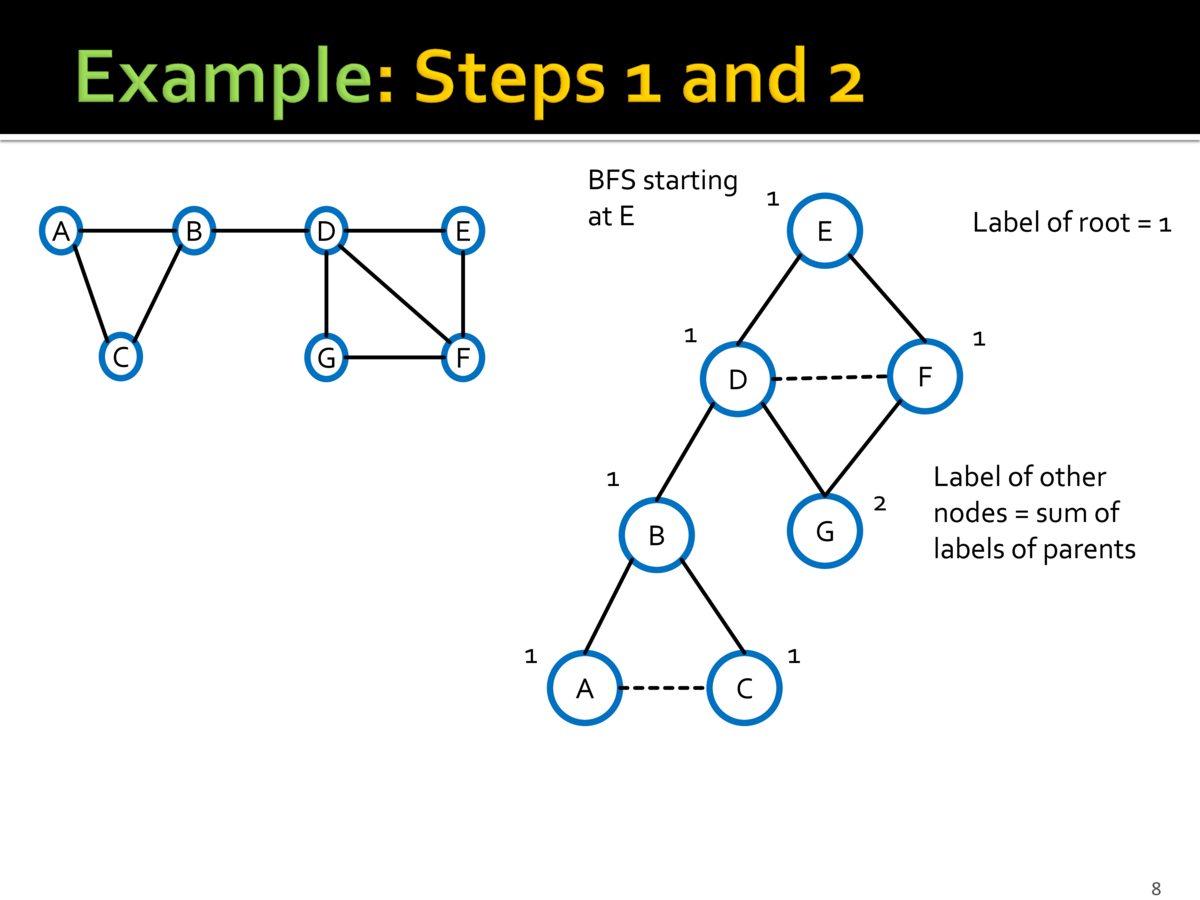 Example: Steps 1 and 2
A
B
D
E
C
G
F
BFS starting
at E
1
E
Label of root = 1
1
D
F
1
1
B
G
2
Label of other
nodes = sum of
labels of parents
1
A
C
1
8